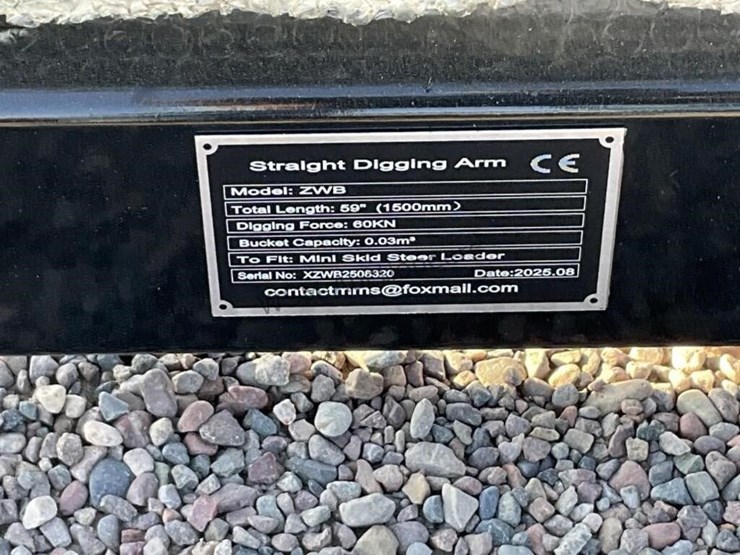 Straight Digging Arm CE
Model: ZWB
Total Length: 59" (1500mm)
Digging Force: 60KN
Bucket Capacity: 0.03m³
To Fit: Mini Skid Steer Loader
Serial No: XZWB2508320 Date:2025.08
contactmms@foxmail.com